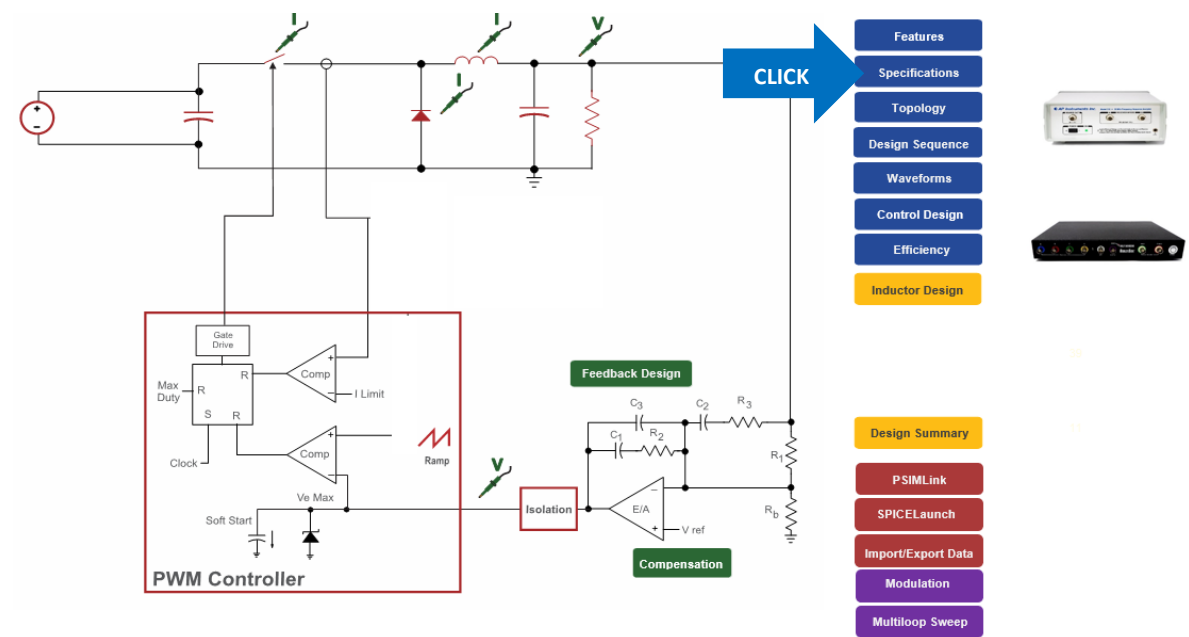 I
I
V
I
CLICK
Features
Specifications
Topology
Design Sequence
Waveforms
Control Design
Efficiency
Inductor Design
Design Summary
PSIMLink
SPICELaunch
Import/Export Data
Modulation
Multiloop Sweep
Gate
Drive
Max
Duty
R
R
S
R
Clock
+
Comp
−
I Limit
+
Comp
−
Ramp
Ve Max
Soft Start
PWM Controller
V
Isolation
Feedback Design
C3
C2
R3
C1
R2
R1
−
E/A
+
V ref
Rb
Compensation
+
−